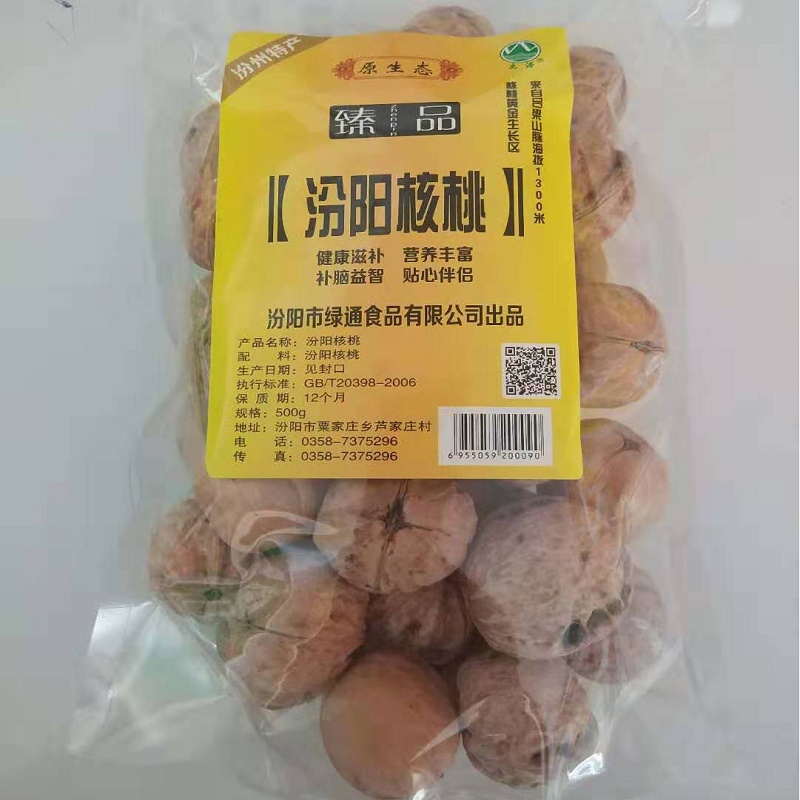 汾州特产
原生态
臻品
zhenpin
来自吕梁山脉海拔1300米
核桃黄金生长区
【汾阳核桃】
健康滋补 营养丰富
补脑益智 贴心伴侣
汾阳市绿通食品有限公司出品
产品名称：汾阳核桃
配 料：汾阳核桃
生产日期：见封口
执行标准：GB/T20398-2006
保 质 期：12个月
规格：500g
地址：汾阳市栗家庄乡芦家庄村
电 话：0358-7375296
传 真：0358-7375296
6 955059 200090